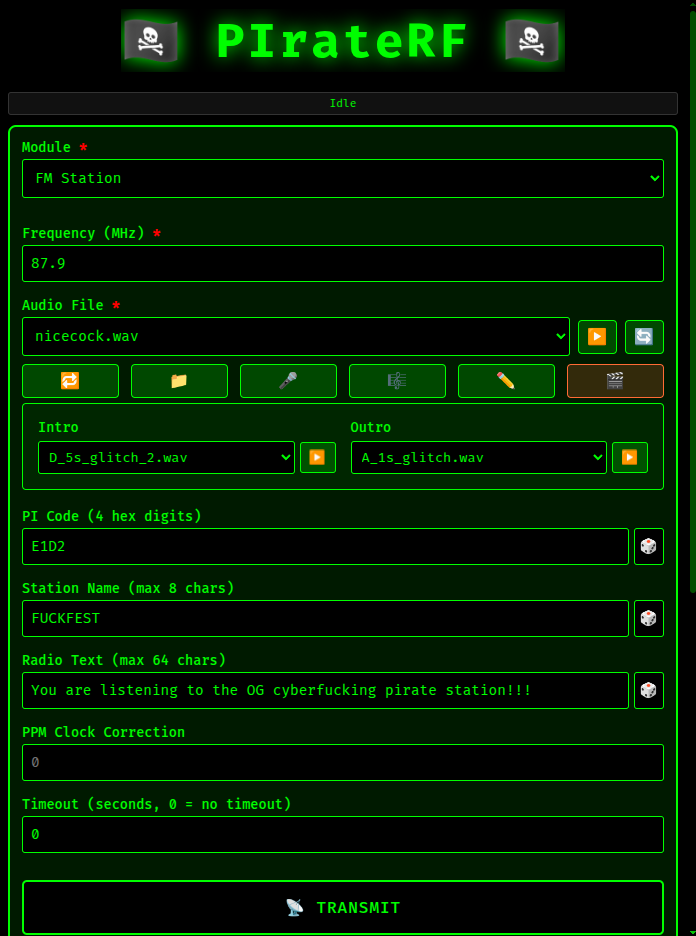 PIrateRF
Idle
Module *
FM Station
Frequency (MHz) *
87.9
Audio File *
nicecock.wav
Intro
Outro
D_5s_glitch_2.wav
A_1s_glitch.wav
PI Code (4 hex digits)
E1D2
Station Name (max 8 chars)
FUCKFEST
Radio Text (max 64 chars)
You are listening to the OG cyberfucking pirate station!!!
PPM Clock Correction
0
Timeout (seconds, 0 = no timeout)
0
TRANSMIT